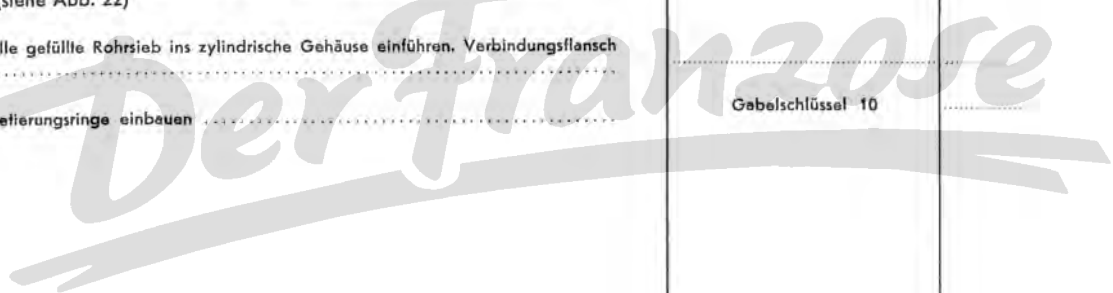 (siehe Abb. 22)
lle gefüllte Rohrsieb ins zylindrische Gehäuse einführen. Verbindungsflansch
etierungsringe einbauen
Gabelschlüssel 10
Der Franzose